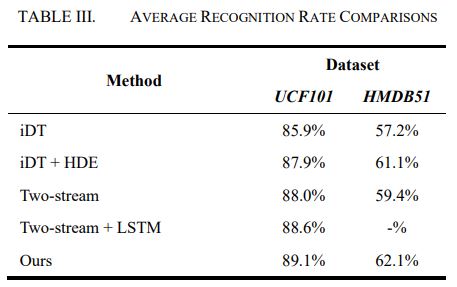 TABLE III. AVERAGE RECOGNITION RATE COMPARISONS
Method Dataset
UCF101 HMDB51
iDT 85.9% 57.2%
iDT + HDE 87.9% 61.1%
Two-stream 88.0% 59.4%
Two-stream + LSTM 88.6% -%
Ours 89.1% 62.1%